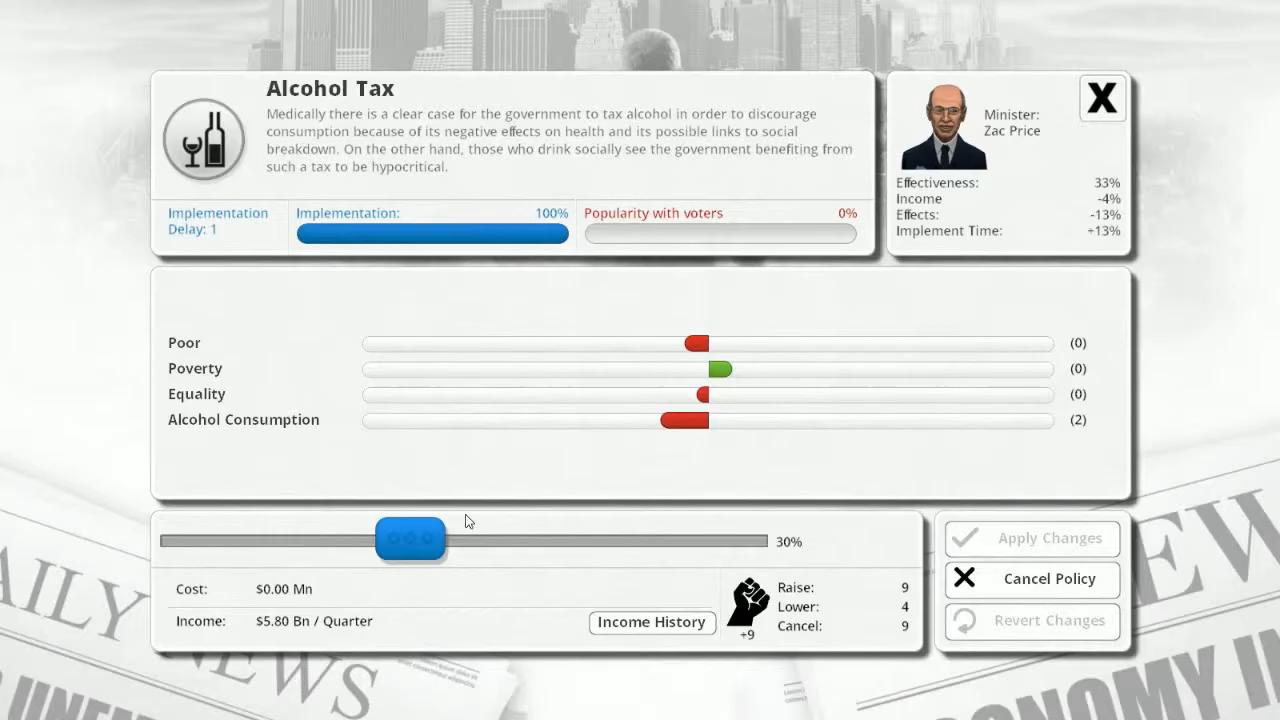 Alcohol Tax
Medically there is a clear case for the government to tax alcohol in order to discourage
consumption because of its negative effects on health and its possible links to social
breakdown. On the other hand, those who drink socially see the government benefiting from
such a tax to be hypocritical.
Implementation
Delay: 1
Implementation: 100%
Popularity with voters 0%
X
Minister:
Zac Price
Effectiveness: 33%
Income -4%
Effects: -13%
Implement Time: +13%
Poor (0)
Poverty (0)
Equality (0)
Alcohol Consumption (2)
30%
Cost: $0.00 Mn
Income: $5.80 Bn / Quarter
Income History
+9
Raise: 9
Lower: 4
Cancel: 9
Apply Changes
Cancel Policy
Revert Changes
DAILY NEWS
NEW
ONOMY I